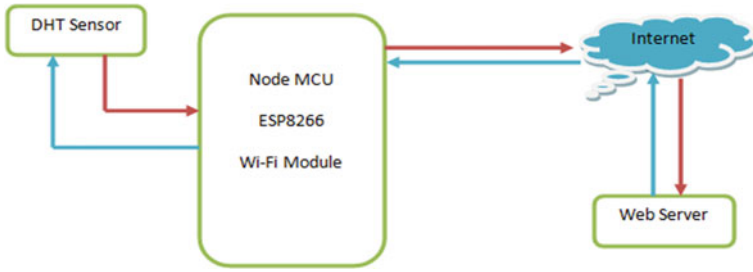 DHT Sensor
Node MCU
ESP8266
Wi-Fi Module
Internet
Web Server